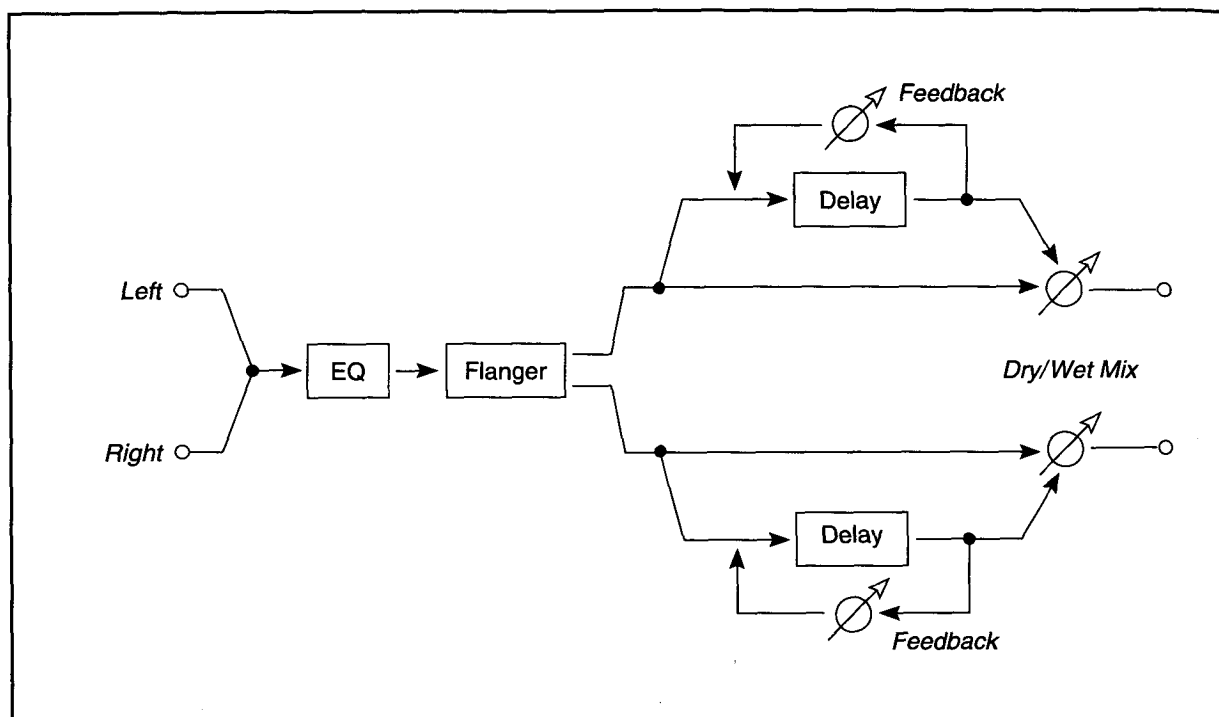 Feedback
Delay
Left
EQ
Flanger
Dry/Wet Mix
Right
Delay
Feedback